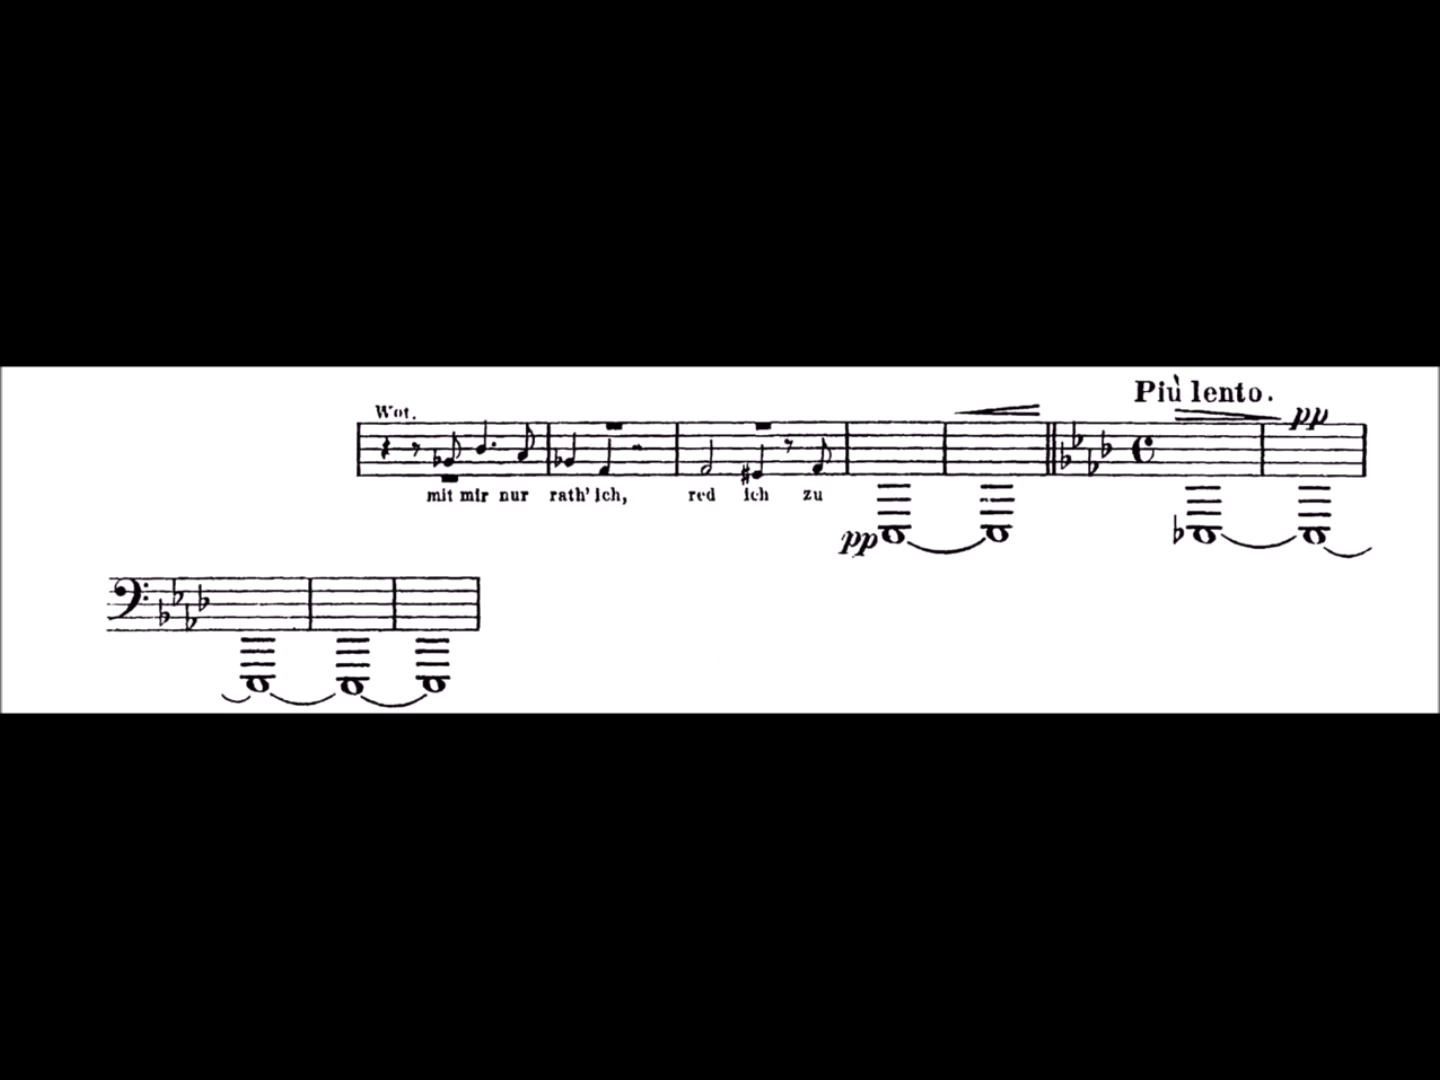 Più lento.
Wot.
pp
mit mir nur rath' ich, red ich zu
pp